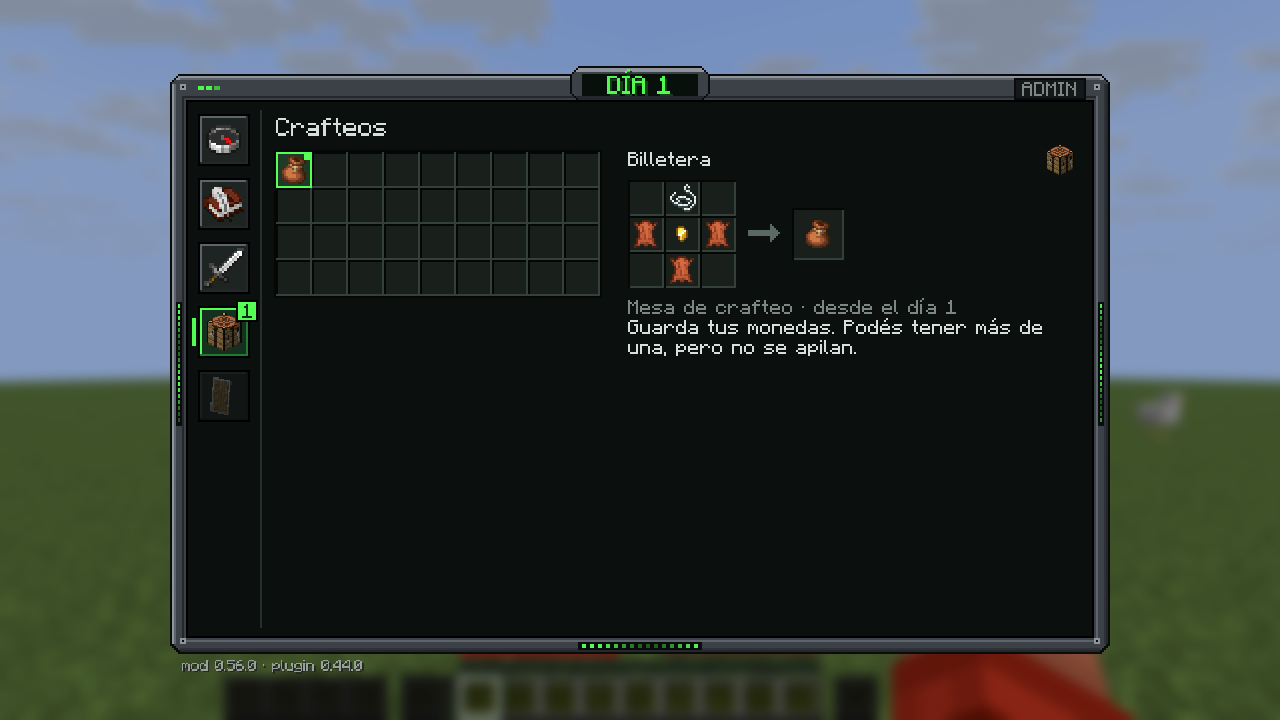 DÍA 1
ADMIN
Crafteos
Billetera
1
Mesa de crafteo · desde el día 1
Guarda tus monedas. Podés tener más de
una, pero no se apilan.
mod 0.56.0 · plugin 0.44.0